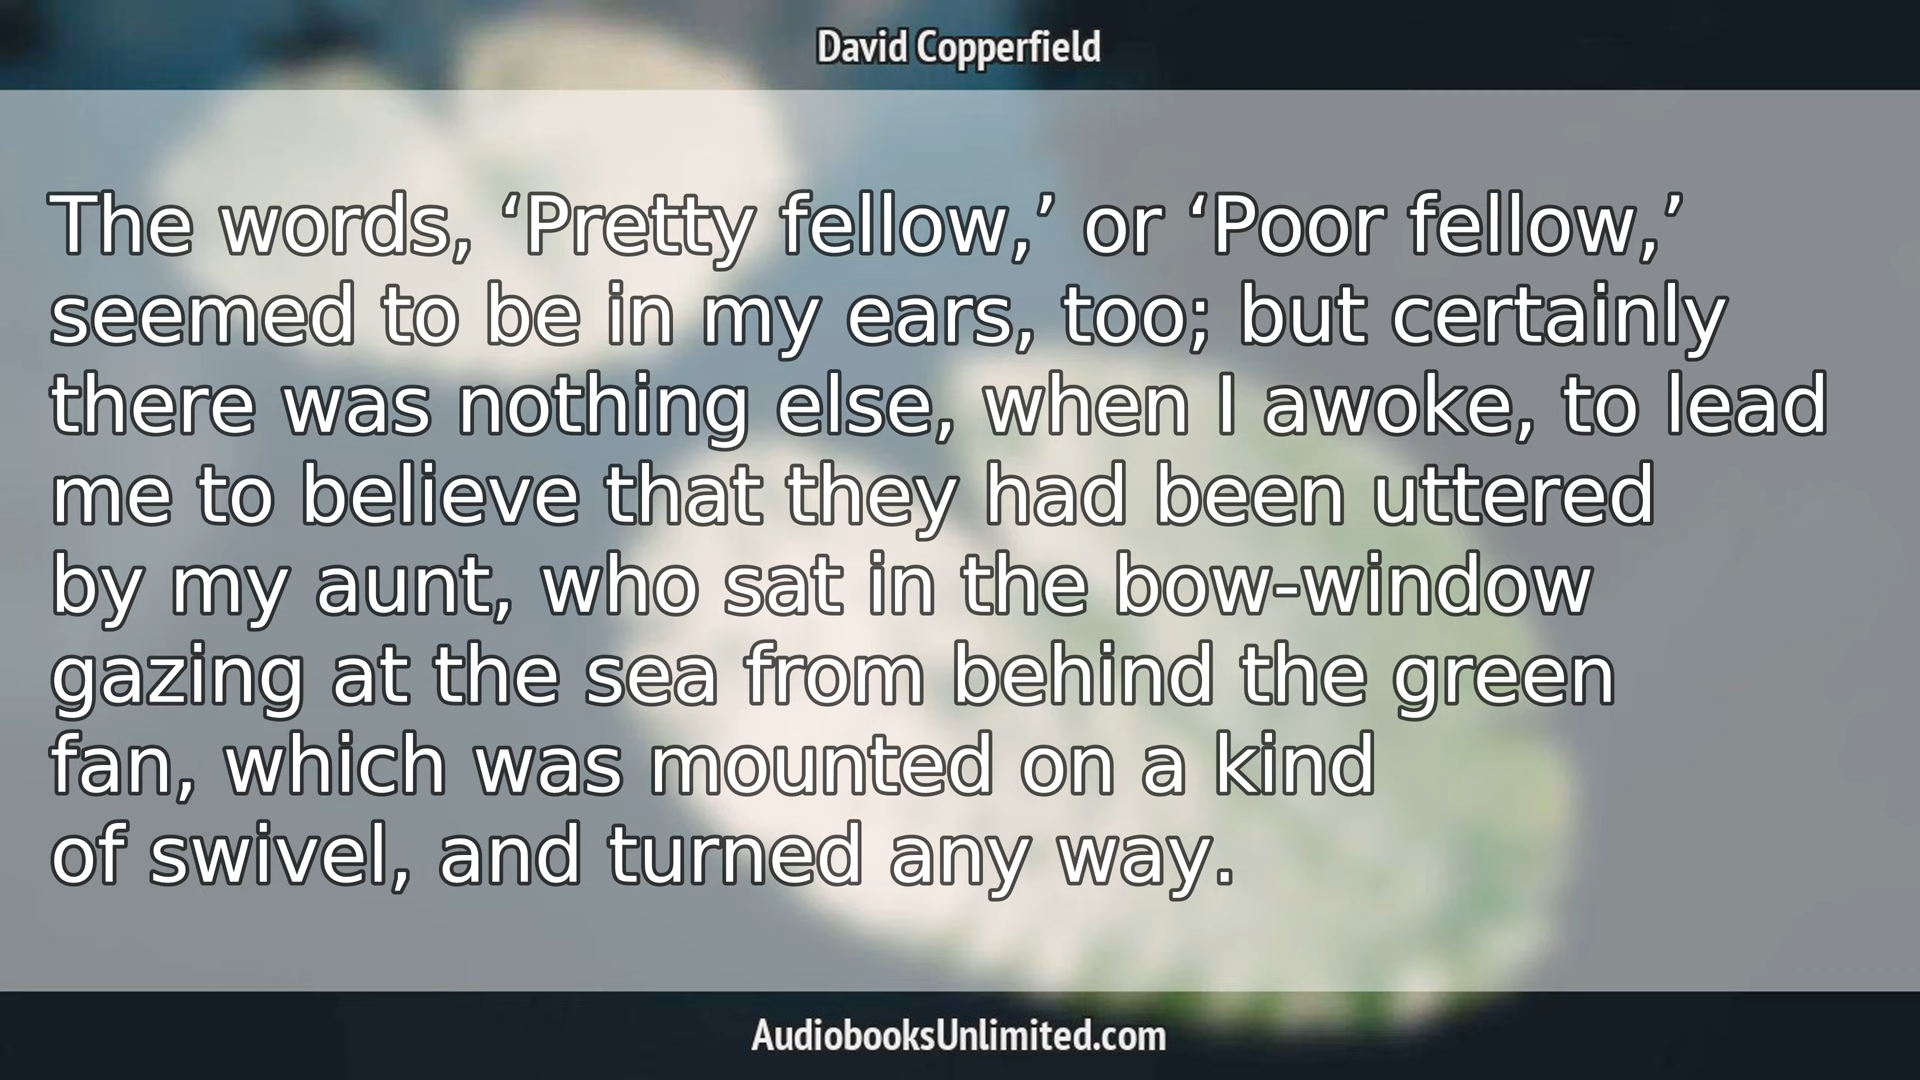 David Copperfield
The words, ‘Pretty fellow,’ or ‘Poor fellow,’
seemed to be in my ears, too; but certainly
there was nothing else, when I awoke, to lead
me to believe that they had been uttered
by my aunt, who sat in the bow-window
gazing at the sea from behind the green
fan, which was mounted on a kind
of swivel, and turned any way.
AudiobooksUnlimited.com